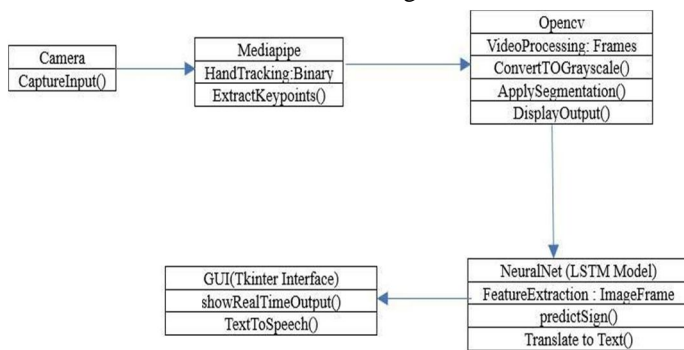 Camera
CaptureInput()
Mediapipe
HandTracking:Binary
ExtractKeypoints()
Opencv
VideoProcessing: Frames
ConvertTOGrayscale()
ApplySegmentation()
DisplayOutput()
NeuralNet (LSTM Model)
FeatureExtraction : ImageFrame
predictSign()
Translate to Text()
GUI(Tkinter Interface)
showRealTimeOutput()
TextToSpeech()